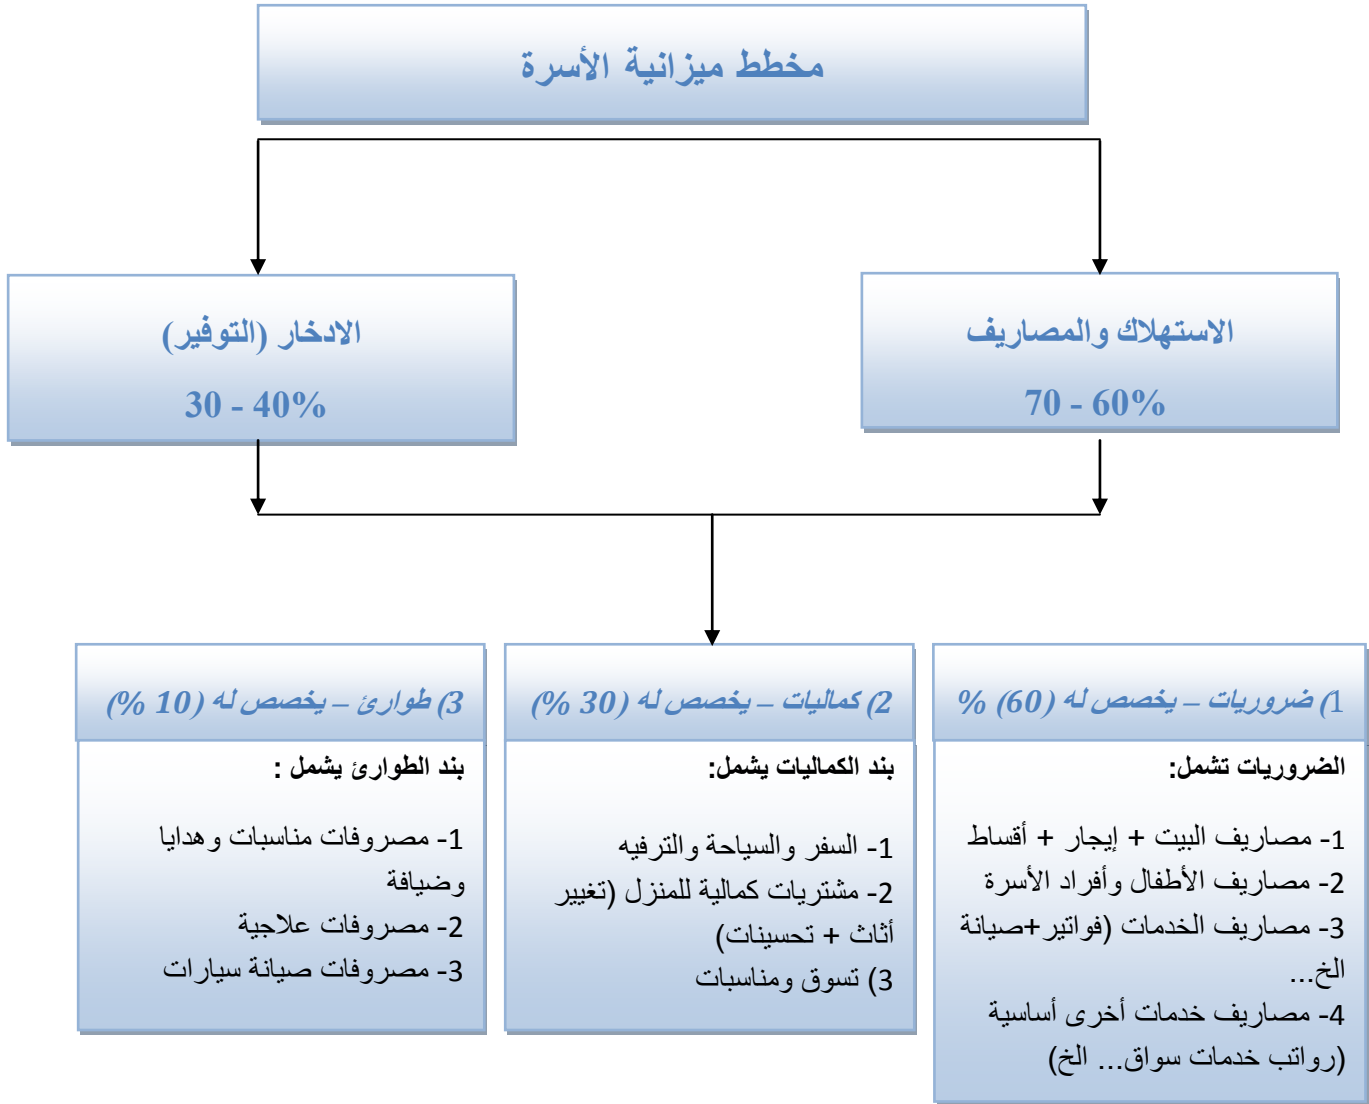 مخطط ميزانية الأسرة
الاستهلاك والمصاريف
70 - 60%
الادخار (التوفير)
30 - 40%
1) ضروريات – يخصص له (60) %
الضروريات تشمل:
1- مصاريف البيت + إيجار + أقساط
2- مصاريف الأطفال وأفراد الأسرة
3- مصاريف الخدمات (فواتير+صيانة
الخ...
4- مصاريف خدمات أخرى أساسية
(رواتب خدمات سواق... الخ)
2) كماليات – يخصص له (30 %)
بند الكماليات يشمل:
1- السفر والسياحة والترفيه
2- مشتريات كمالية للمنزل (تغيير
أثاث + تحسينات)
3) تسوق ومناسبات
3) طوارئ – يخصص له (10 %)
بند الطوارئ يشمل :
1- مصروفات مناسبات وهدايا
وضيافة
2- مصروفات علاجية
3- مصروفات صيانة سيارات